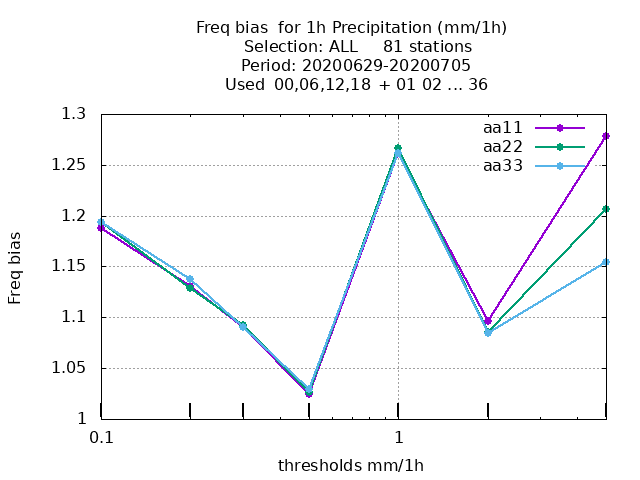 Freq bias  for 1h Precipitation (mm/1h)
Selection: ALL     81 stations
Period: 20200629-20200705
Used  00,06,12,18 + 01 02 ... 36
aa11
aa22
aa33
1.3
1.25
1.2
1.15
1.1
1.05
1
Freq bias
0.1
1
thresholds mm/1h